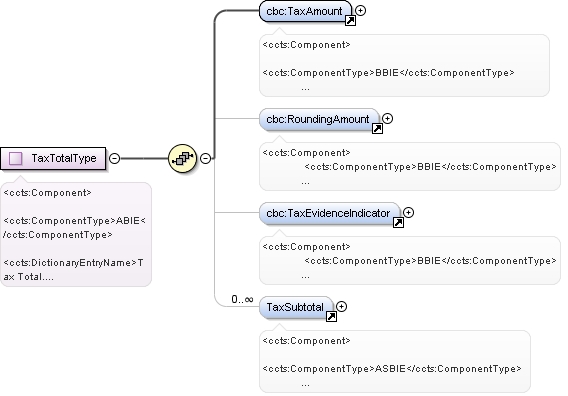 cbc:TaxAmount
<ccts:Component>
<ccts:ComponentType>BBIE</ccts:ComponentType>
...
cbc:RoundingAmount
<ccts:Component>
<ccts:ComponentType>BBIE</ccts:ComponentType>
...
TaxTotalType
<ccts:Component>
<ccts:ComponentType>ABIE<
/ccts:ComponentType>
<ccts:DictionaryEntryName>T
ax Total....
cbc:TaxEvidenceIndicator
<ccts:Component>
<ccts:ComponentType>BBIE</ccts:ComponentType>
...
0..∞
TaxSubtotal
<ccts:Component>
<ccts:ComponentType>ASBIE</ccts:ComponentType>
...